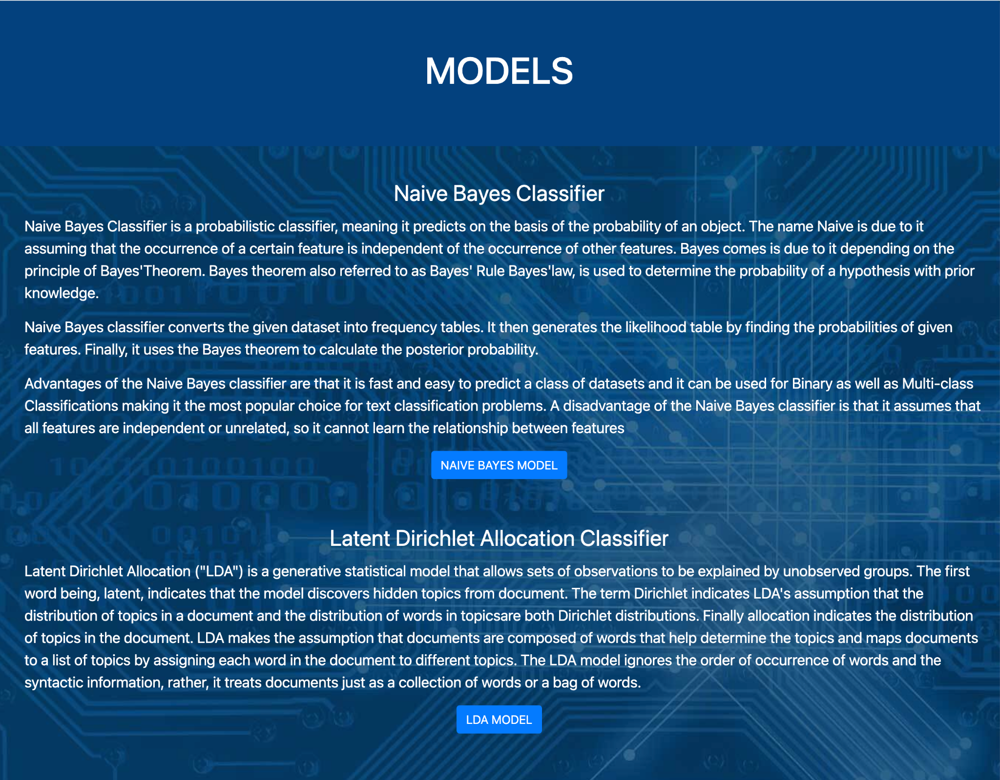 MODELS
Naive Bayes Classifier
Naive Bayes Classifier is a probabilistic classifier, meaning it predicts on the basis of the probability of an object. The name Naive is due to it
assuming that the occurrence of a certain feature is independent of the occurrence of other features. Bayes comes is due to it depending on the
principle of Bayes'Theorem. Bayes theorem also referred to as Bayes' Rule Bayes'law, is used to determine the probability of a hypothesis with prior
knowledge.
Naive Bayes classifier converts the given dataset into frequency tables. It then generates the likelihood table by finding the probabilities of given
features. Finally, it uses the Bayes theorem to calculate the posterior probability.
Advantages of the Naive Bayes classifier are that it is fast and easy to predict a class of datasets and it can be used for Binary as well as Multi-class
Classifications making it the most popular choice for text classification problems. A disadvantage of the Naive Bayes classifier is that it assumes that
all features are independent or unrelated, so it cannot learn the relationship between features
NAIVE BAYES MODEL
Latent Dirichlet Allocation Classifier
Latent Dirichlet Allocation ("LDA") is a generative statistical model that allows sets of observations to be explained by unobserved groups. The first
word being, latent, indicates that the model discovers hidden topics from document. The term Dirichlet indicates LDA's assumption that the
distribution of topics in a document and the distribution of words in topicsare both Dirichlet distributions. Finally allocation indicates the distribution
of topics in the document. LDA makes the assumption that documents are composed of words that help determine the topics and maps documents
to a list of topics by assigning each word in the document to different topics. The LDA model ignores the order of occurrence of words and the
syntactic information, rather, it treats documents just as a collection of words or a bag of words.
LDA MODEL